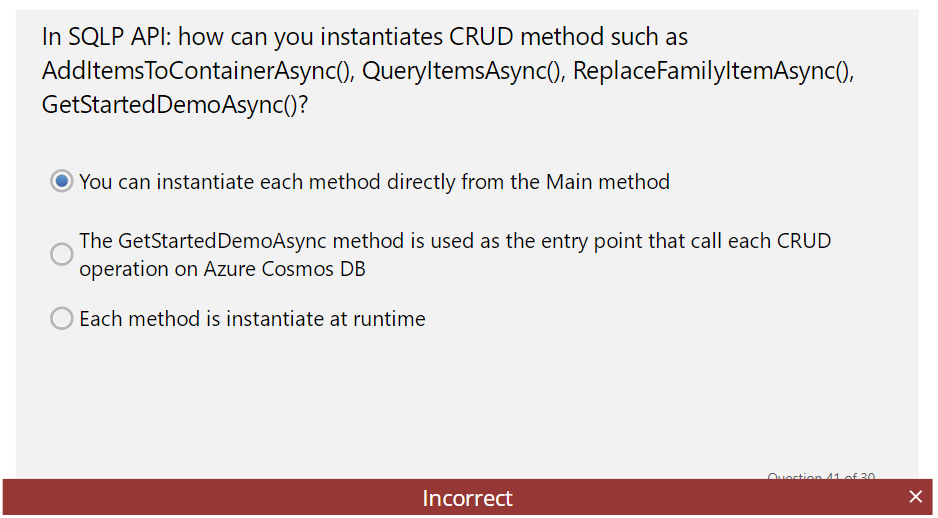 In SQLP API: how can you instantiates CRUD method such as
AddItemsToContainerAsync(), QueryItemsAsync(), ReplaceFamilyItemAsync(),
GetStartedDemoAsync()?
You can instantiate each method directly from the Main method
The GetStartedDemoAsync method is used as the entry point that call each CRUD
operation on Azure Cosmos DB
Each method is instantiate at runtime
Question 41 of 30
Incorrect